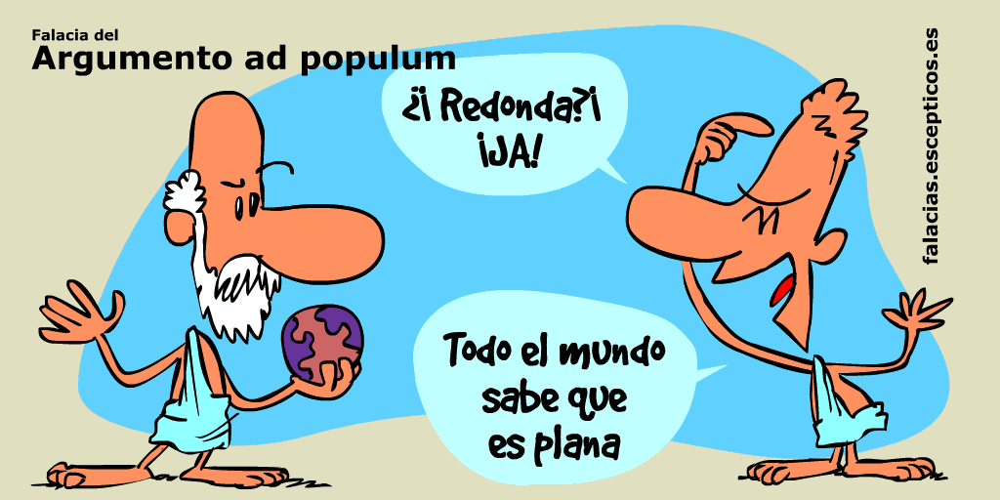 Falacia del
Argumento ad populum
¿¡ Redonda?¡
¡JA!
Todo el mundo
sabe que
es plana
falacias.escepticos.es